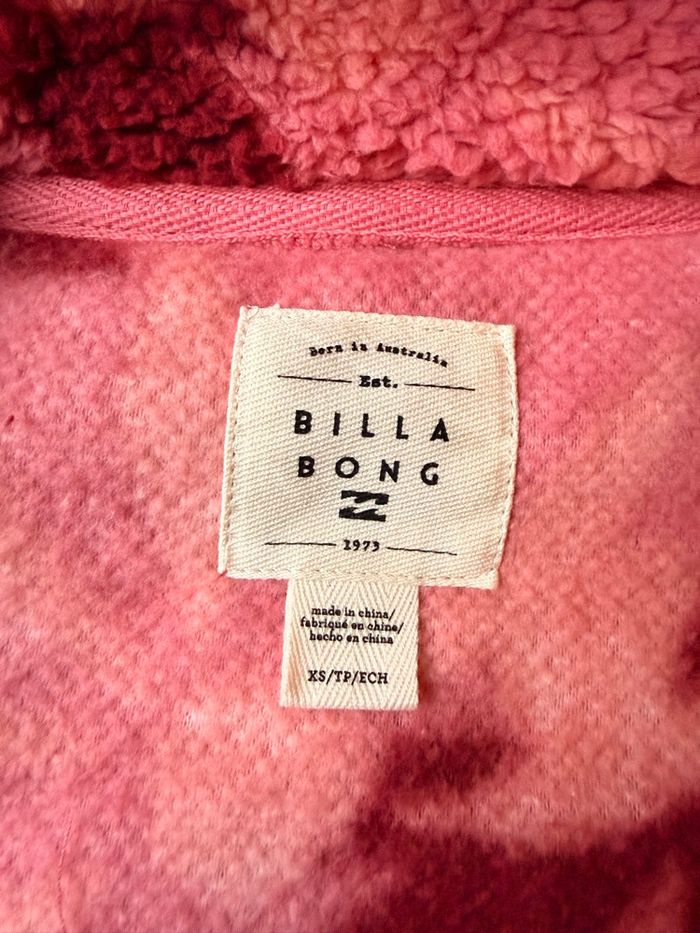 Born in Australia
Est.
BILLA
BONG
1973
made in china/
fabriqué en chine/
hecho en china
XS/TP/ECH